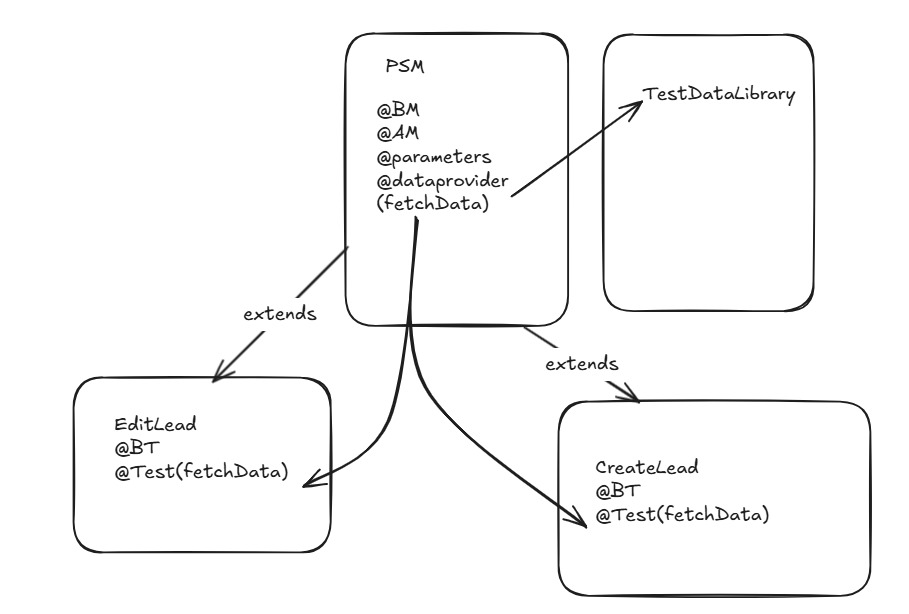 PSM
@BM
@AM
@parameters
@dataprovider
(fetchData)
TestDataLibrary
extends
extends
EditLead
@BT
@Test(fetchData)
CreateLead
@BT
@Test(fetchData)